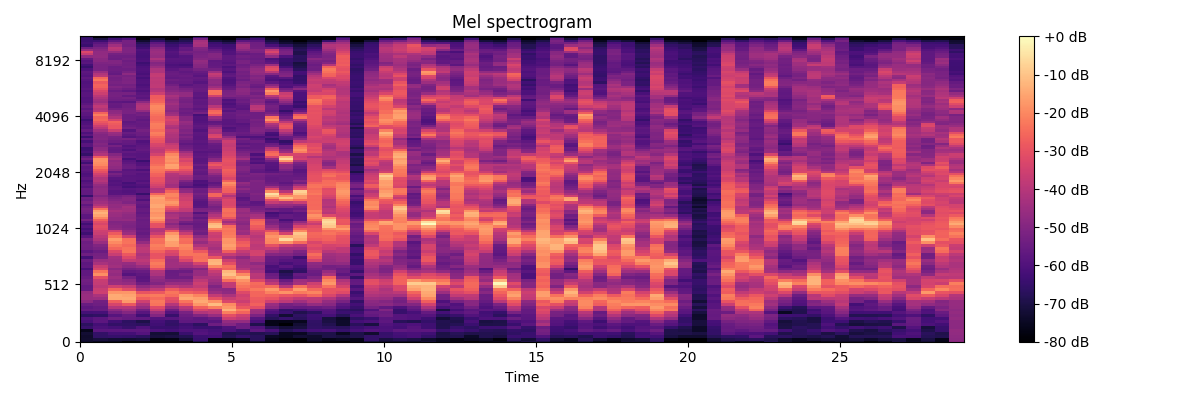 Mel spectrogram
8192
4096
2048
1024
512
0
Hz
0 5 10 15 20 25
Time
+0 dB
-10 dB
-20 dB
-30 dB
-40 dB
-50 dB
-60 dB
-70 dB
-80 dB